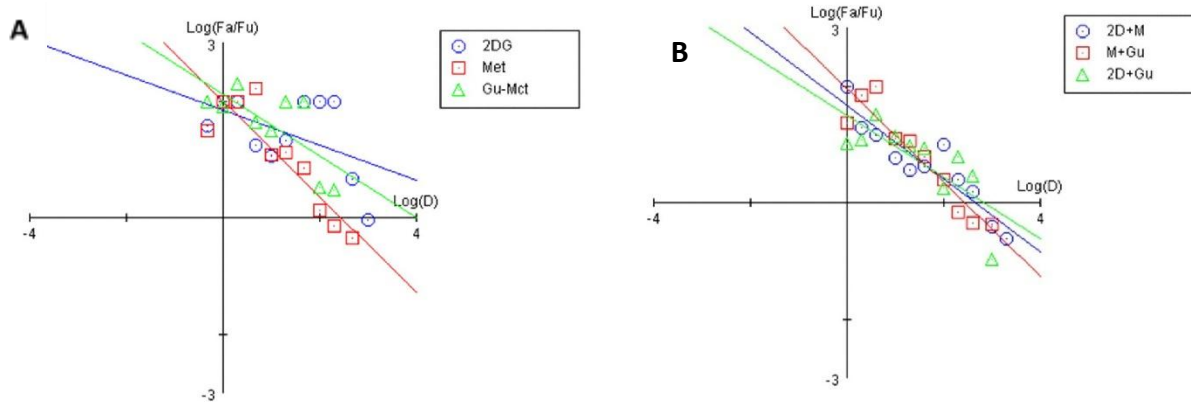 A
Log(Fa/Fu)
3
2DG
Met
Gu-Mct
Log(D)
-4
4
-3
B
Log(Fa/Fu)
3
2D+M
M+Gu
2D+Gu
Log(D)
-4
4
-3